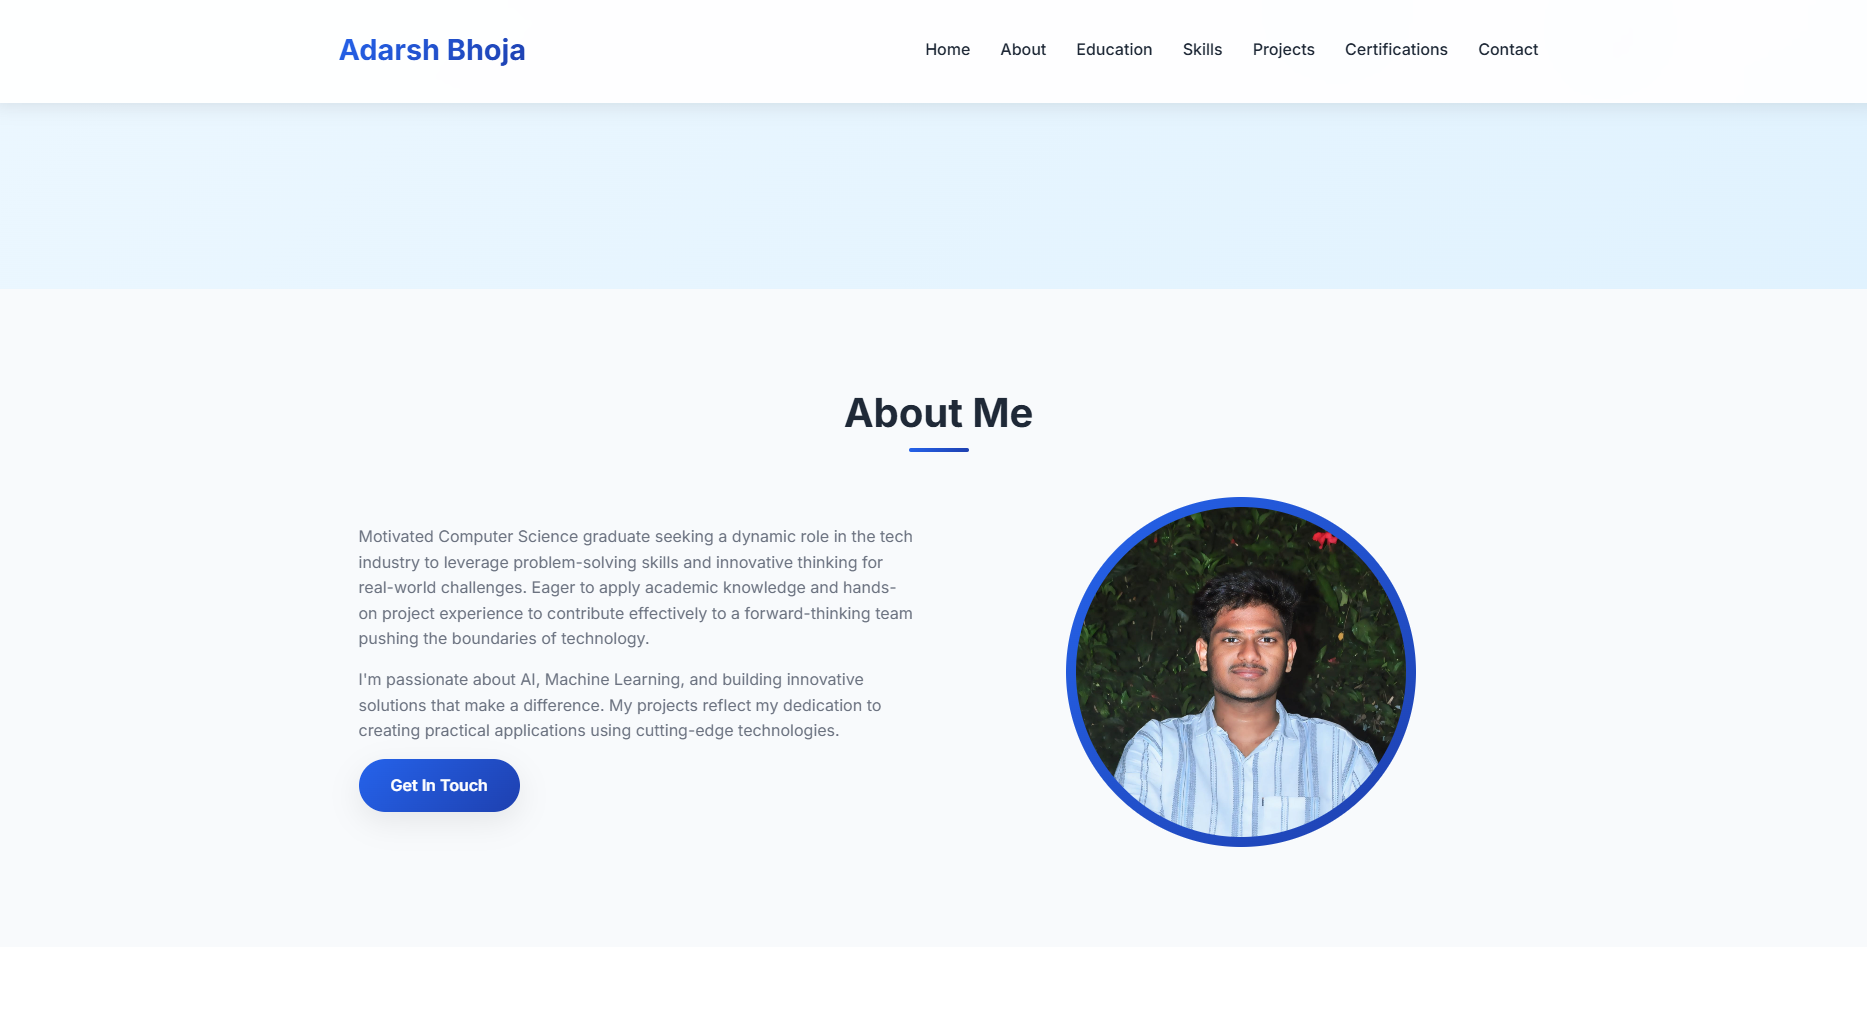 Adarsh Bhoja
Home About Education Skills Projects Certifications Contact
About Me
Motivated Computer Science graduate seeking a dynamic role in the tech
industry to leverage problem-solving skills and innovative thinking for
real-world challenges. Eager to apply academic knowledge and hands-
on project experience to contribute effectively to a forward-thinking team
pushing the boundaries of technology.
I'm passionate about AI, Machine Learning, and building innovative
solutions that make a difference. My projects reflect my dedication to
creating practical applications using cutting-edge technologies.
Get In Touch